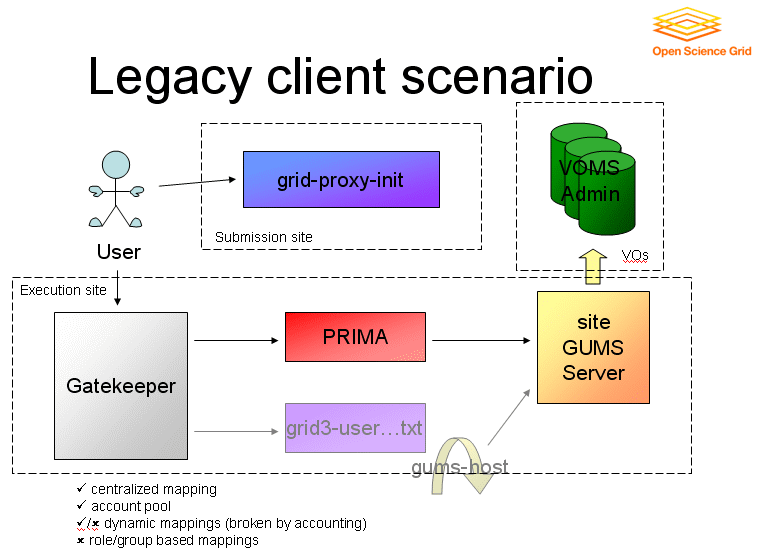 Open Science Grid
Legacy client scenario
grid-proxy-init
VOMS
Admin
User
Submission site
VOs
Execution site
Gatekeeper
PRIMA
site
GUMS
Server
grid3-user…txt
gums-host
✓ centralized mapping
✓ account pool
✓/✗ dynamic mappings (broken by accounting)
✗ role/group based mappings